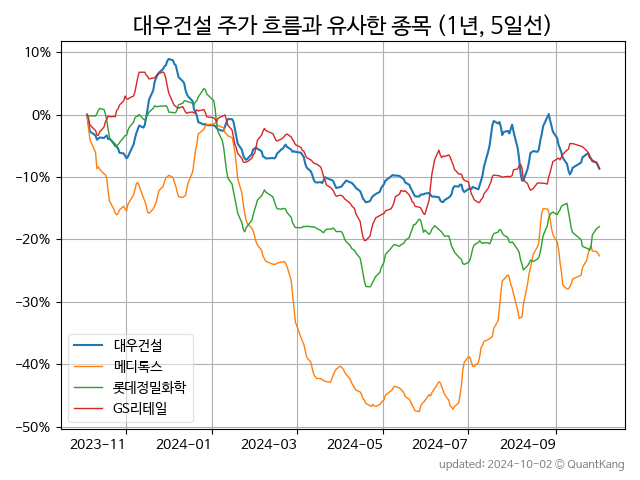 대우건설 주가 흐름과 유사한 종목 (1년, 5일선)
10%
0%
−10%
−20%
−30%
−40%
−50%
대우건설
메디톡스
롯데정밀화학
GS리테일
2023-11
2024-01
2024-03
2024-05
2024-07
2024-09
updated: 2024-10-02 © QuantKang